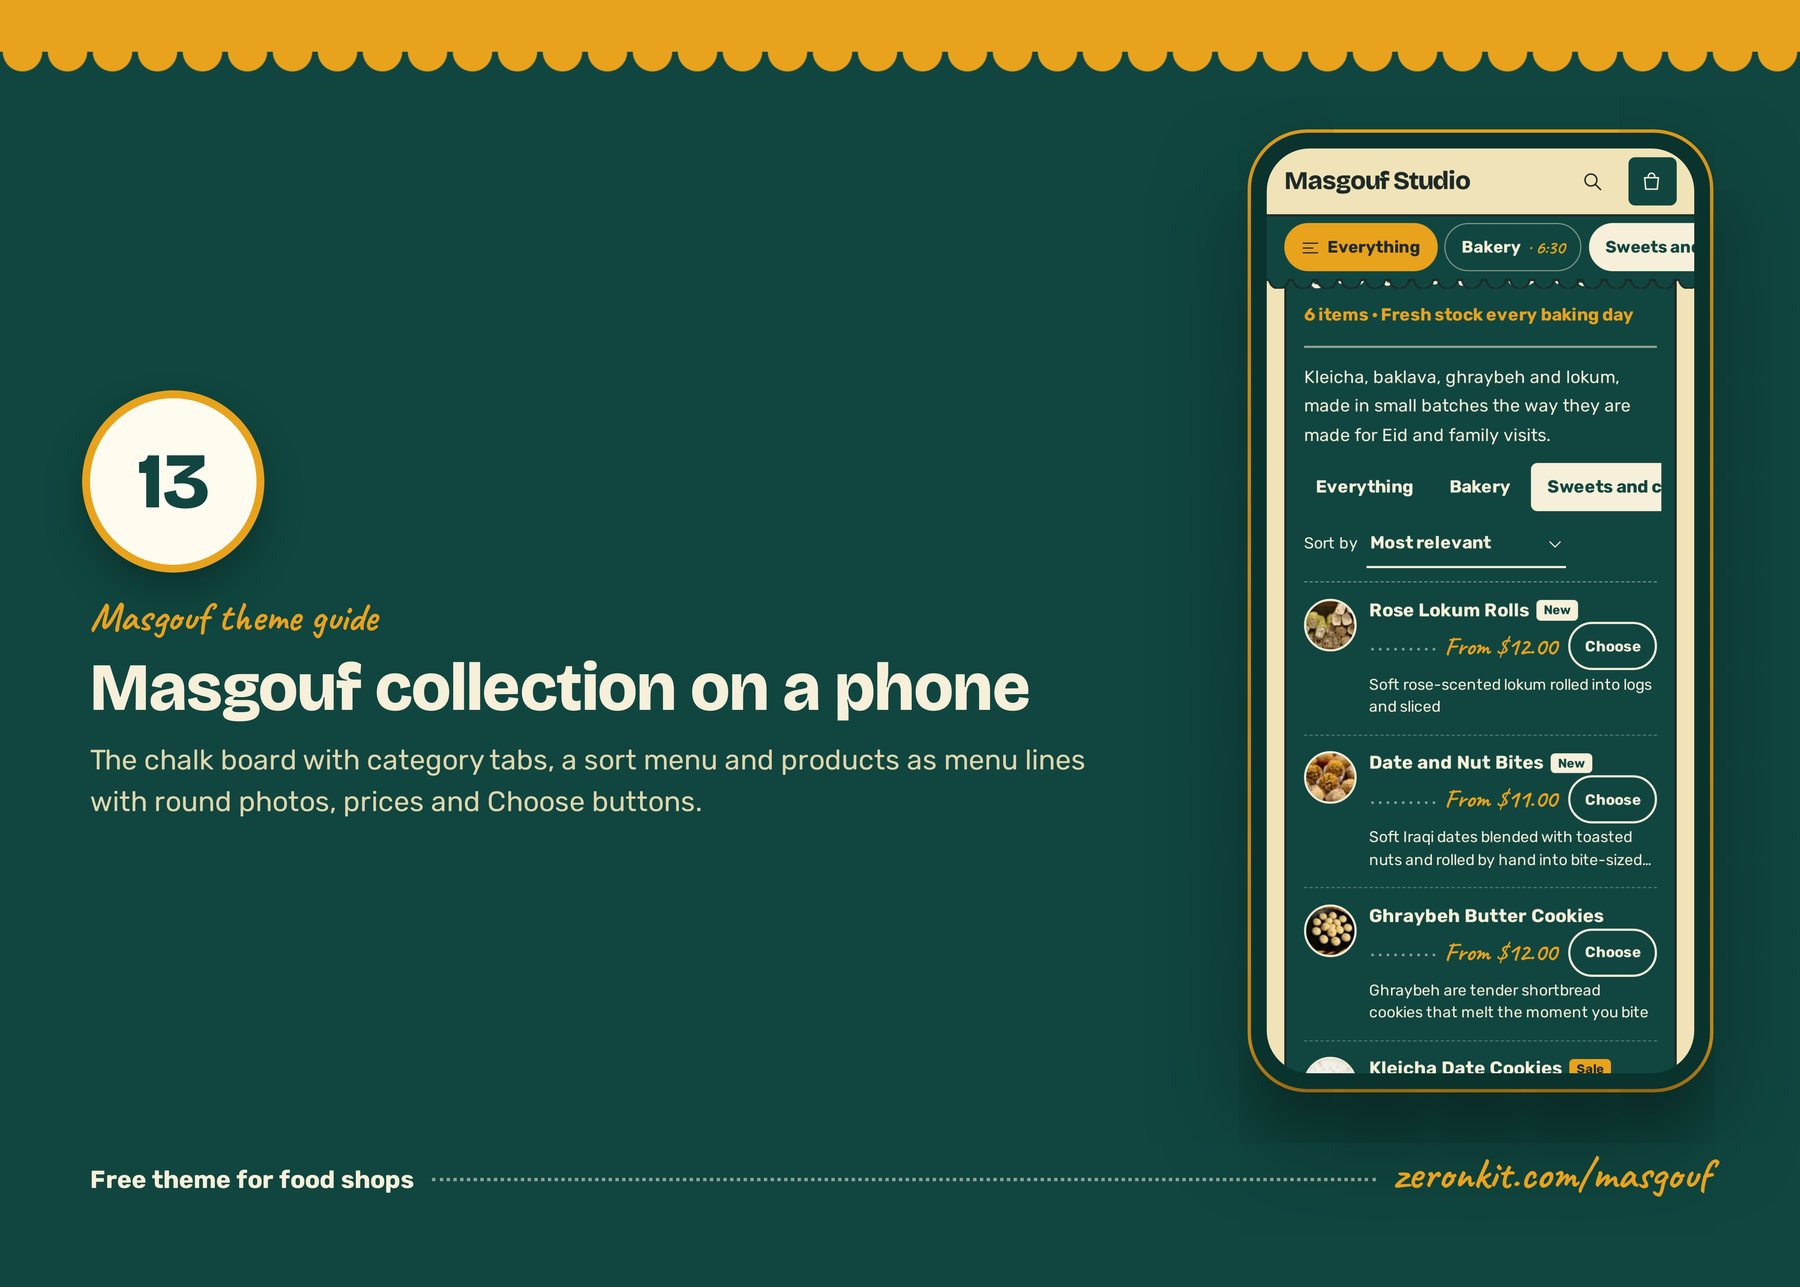 13
Masgouf theme guide
Masgouf collection on a phone
The chalk board with category tabs, a sort menu and products as menu lines
with round photos, prices and Choose buttons.
Masgouf Studio
Everything
Bakery · 6:30
Sweets and
6 items • Fresh stock every baking day
Kleicha, baklava, ghraybeh and lokum,
made in small batches the way they are
made for Eid and family visits.
Everything
Bakery
Sweets and c
Sort by
Most relevant
Rose Lokum Rolls New
From $12.00 Choose
Soft rose-scented lokum rolled into logs
and sliced
Date and Nut Bites New
From $11.00 Choose
Soft Iraqi dates blended with toasted
nuts and rolled by hand into bite-sized…
Ghraybeh Butter Cookies
From $12.00 Choose
Ghraybeh are tender shortbread
cookies that melt the moment you bite
Kleicha Date Cookies Sale
Free theme for food shops
zeronkit.com/masgouf